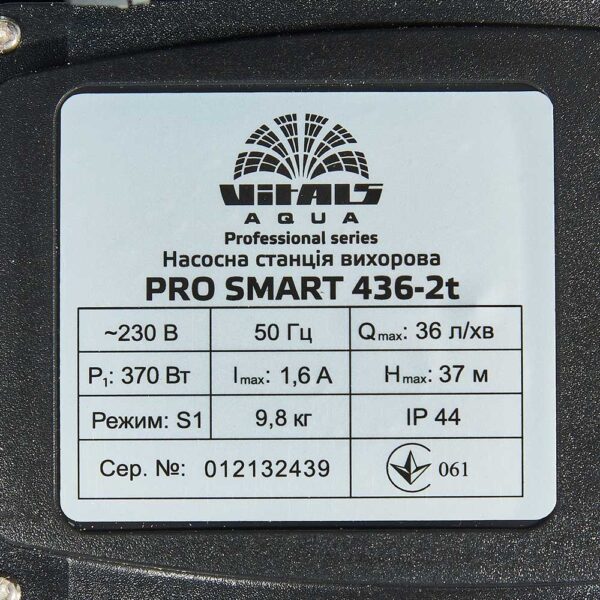 VITALS
AQUA
Professional series
Насосна станція вихорова
PRO SMART 436-2t
~230 В 50 Гц Qmax: 36 л/хв
P1: 370 Вт Imax: 1,6 А Hmax: 37 м
Режим: S1 9,8 кг IP 44
Сер. №: 012132439 061